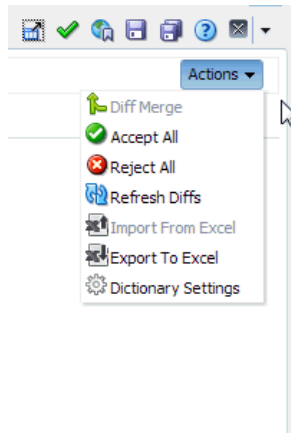 Actions
Diff Merge
Accept All
Reject All
Refresh Diffs
Import From Excel
Export To Excel
Dictionary Settings